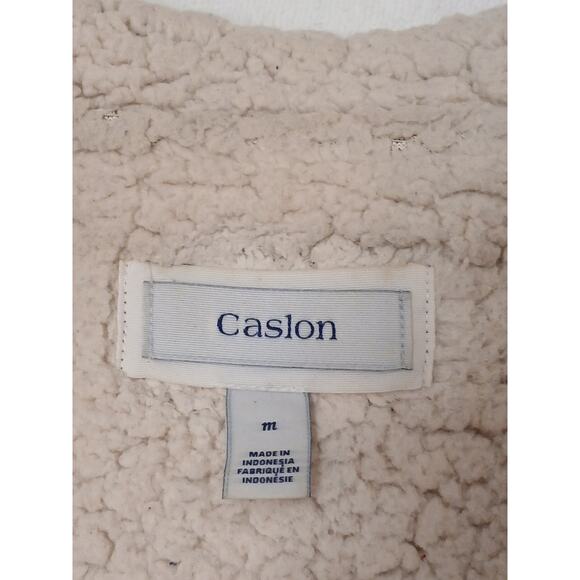 Caslon
m
MADE IN
INDONESIA
FABRIQUÉ EN
INDONÉSIE